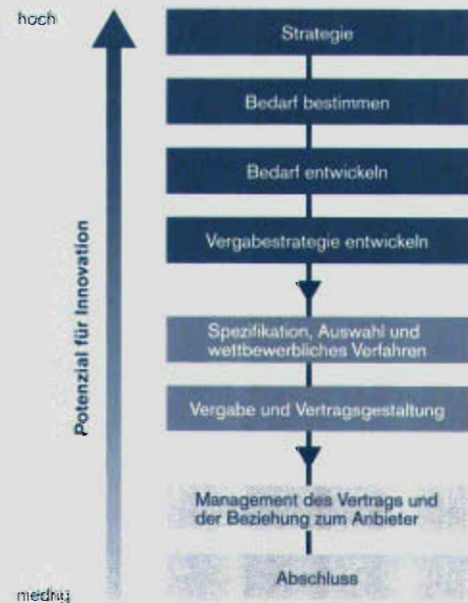 hoch
Strategie
Bedarf bestimmen
Bedarf entwickeln
Vergabestrategie entwickeln
Potenzial für Innovation
Spezifikation, Auswahl und
wettbewerbliches Verfahren
Vergabe und Vertragsgestaltung
Management des Vertrags und
der Beziehung zum Anbieter
Abschluss
niedrig